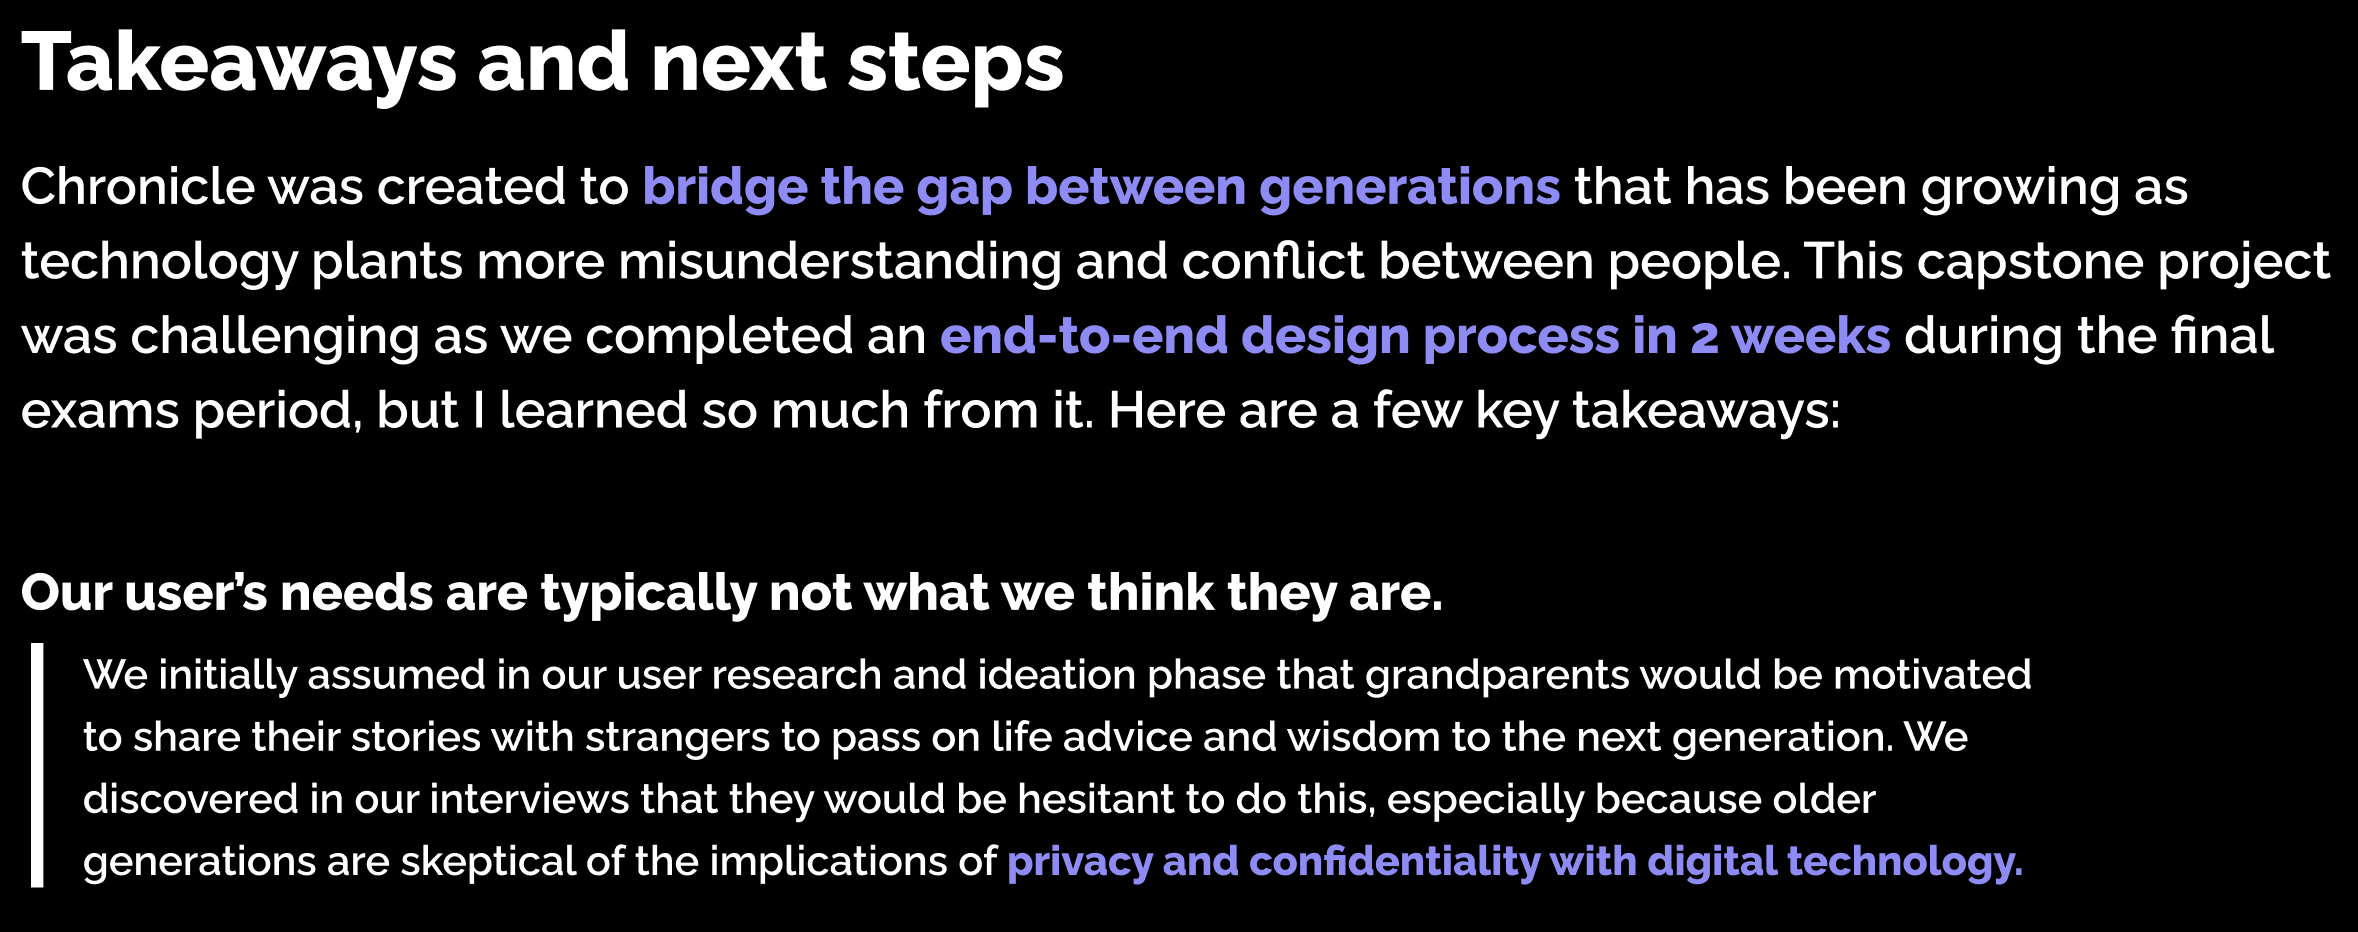 Takeaways and next steps
Chronicle was created to bridge the gap between generations that has been growing as
technology plants more misunderstanding and conflict between people. This capstone project
was challenging as we completed an end-to-end design process in 2 weeks during the final
exams period, but I learned so much from it. Here are a few key takeaways:
Our user’s needs are typically not what we think they are.
We initially assumed in our user research and ideation phase that grandparents would be motivated
to share their stories with strangers to pass on life advice and wisdom to the next generation. We
discovered in our interviews that they would be hesitant to do this, especially because older
generations are skeptical of the implications of privacy and confidentiality with digital technology.